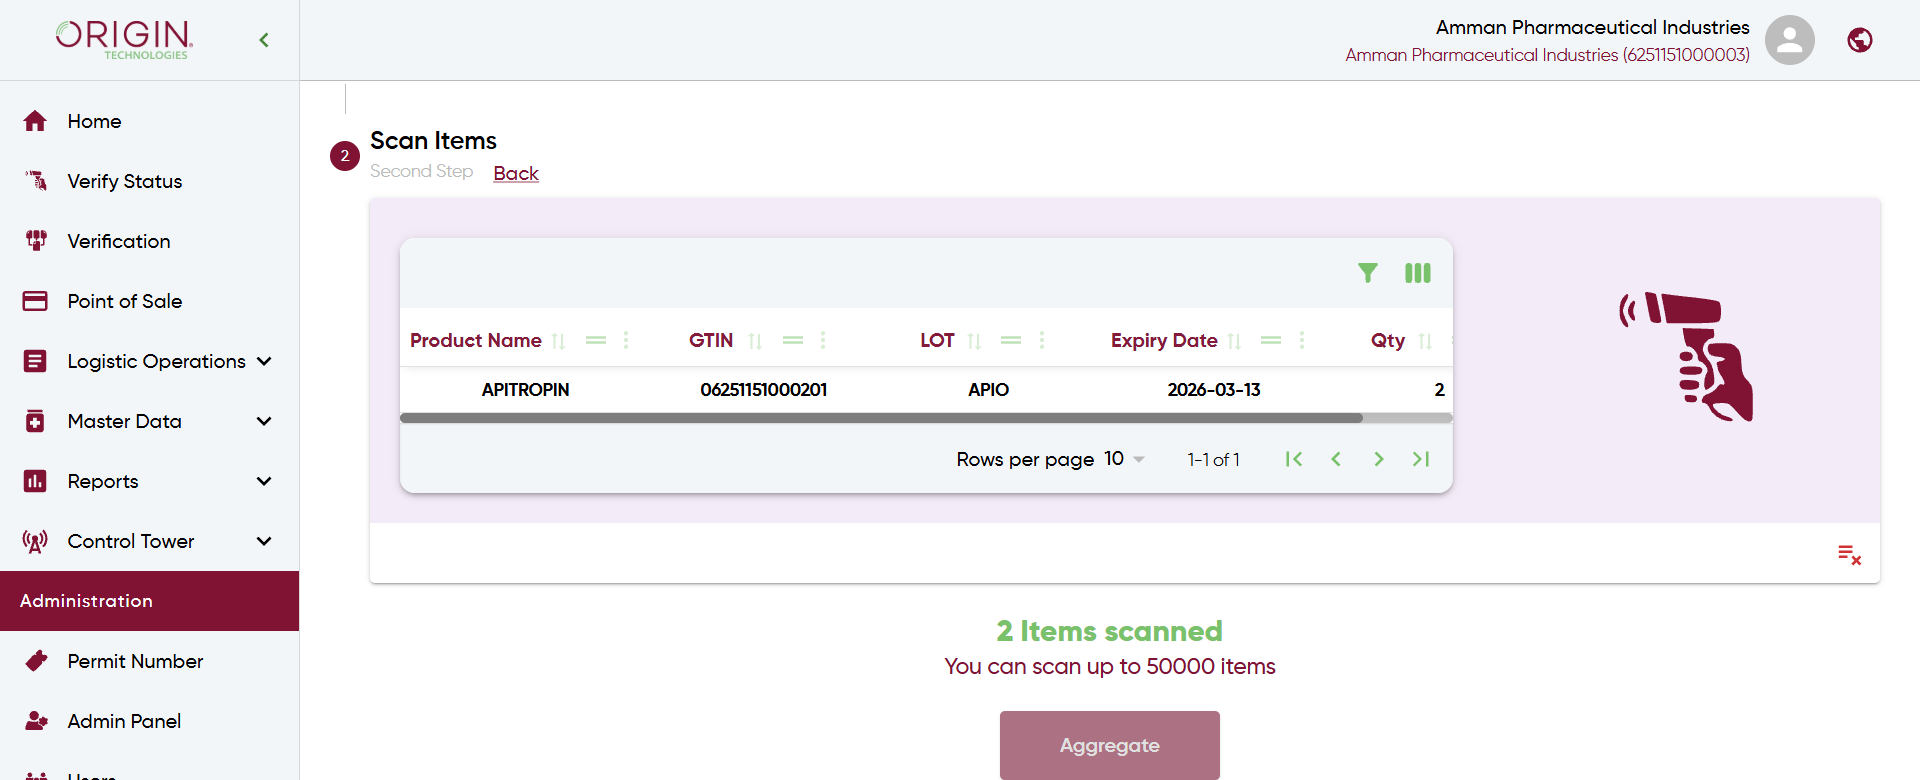 ORIGIN
TECHNOLOGIES
Amman Pharmaceutical Industries
Amman Pharmaceutical Industries (6251151000003)
Home
Verify Status
Verification
Point of Sale
Logistic Operations
Master Data
Reports
Control Tower
Administration
Permit Number
Admin Panel
Users
2
Scan Items
Second Step Back
Product Name GTIN LOT Expiry Date Qty
APITROPIN 06251151000201 APIO 2026-03-13 2
Rows per page 10 1-1 of 1
2 Items scanned
You can scan up to 50000 items
Aggregate